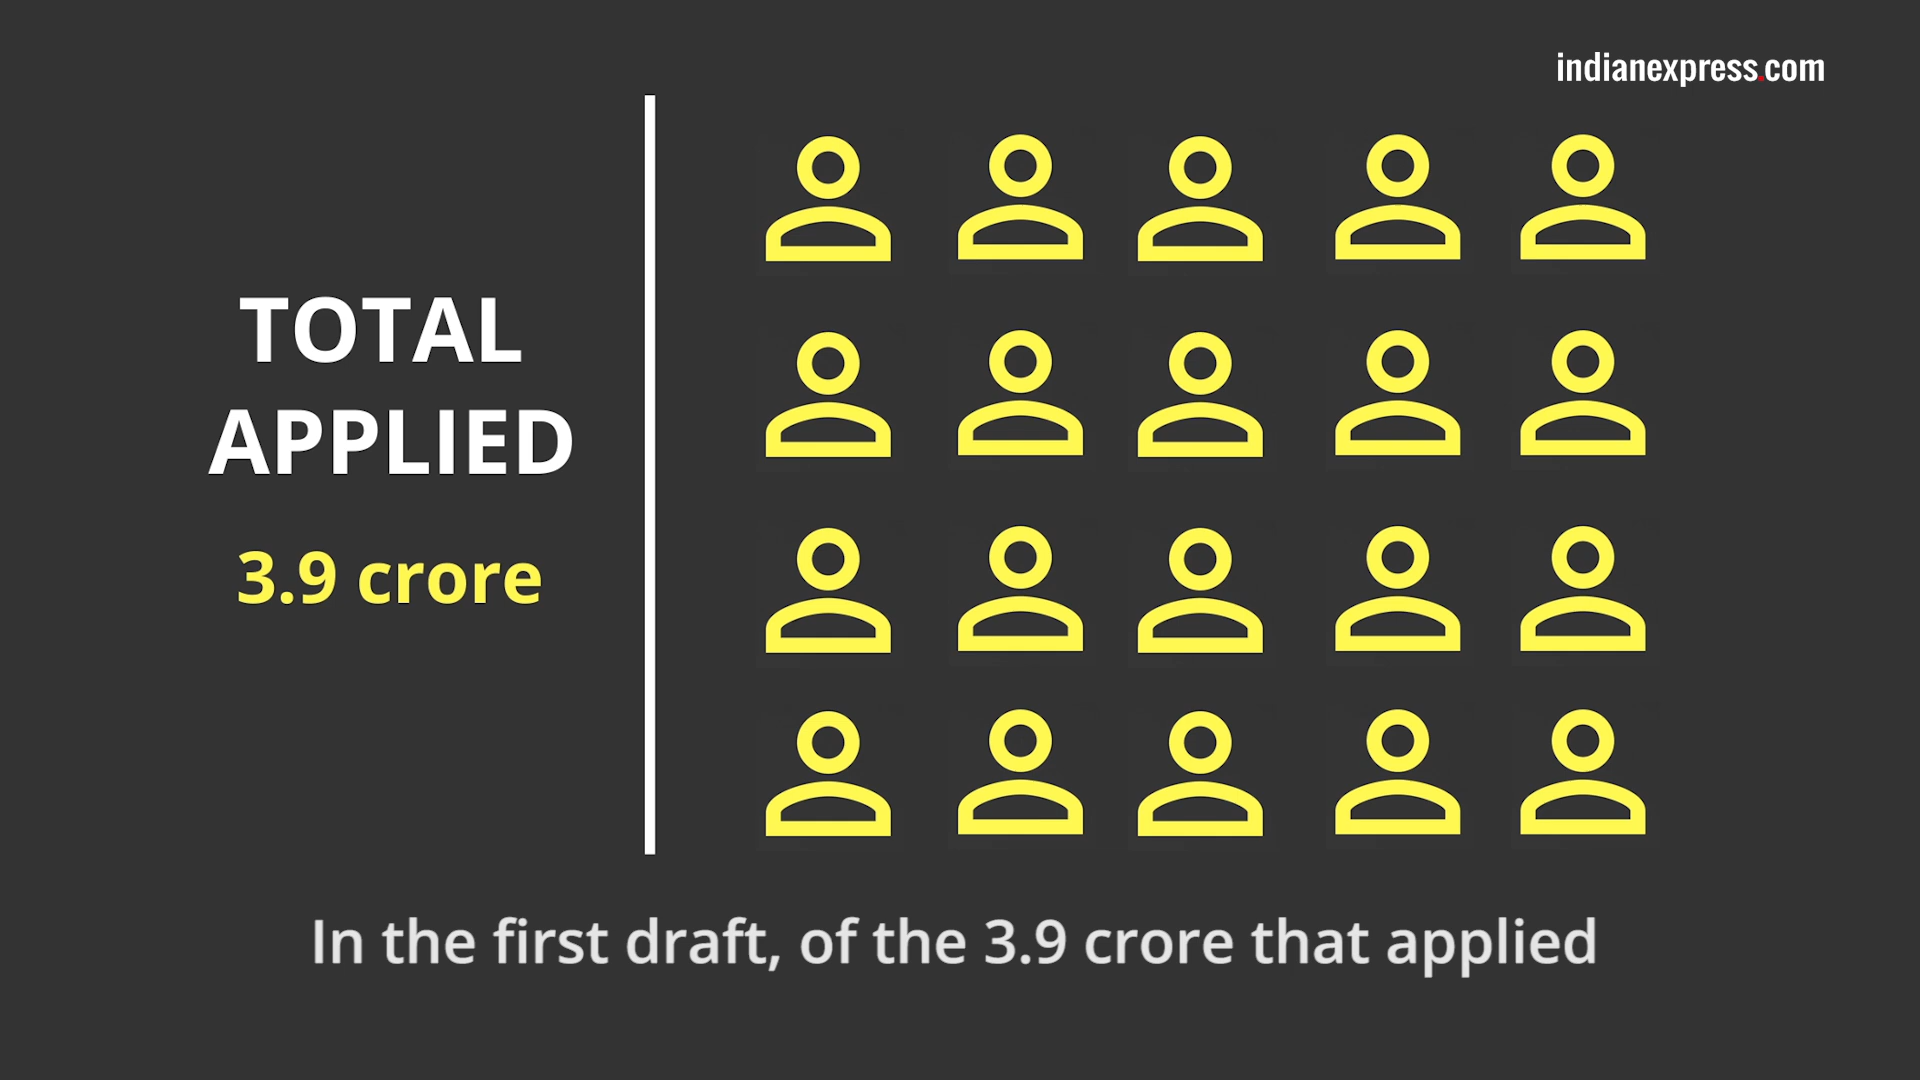 indianexpress.com
TOTAL
APPLIED
3.9 crore
In the first draft, of the 3.9 crore that applied